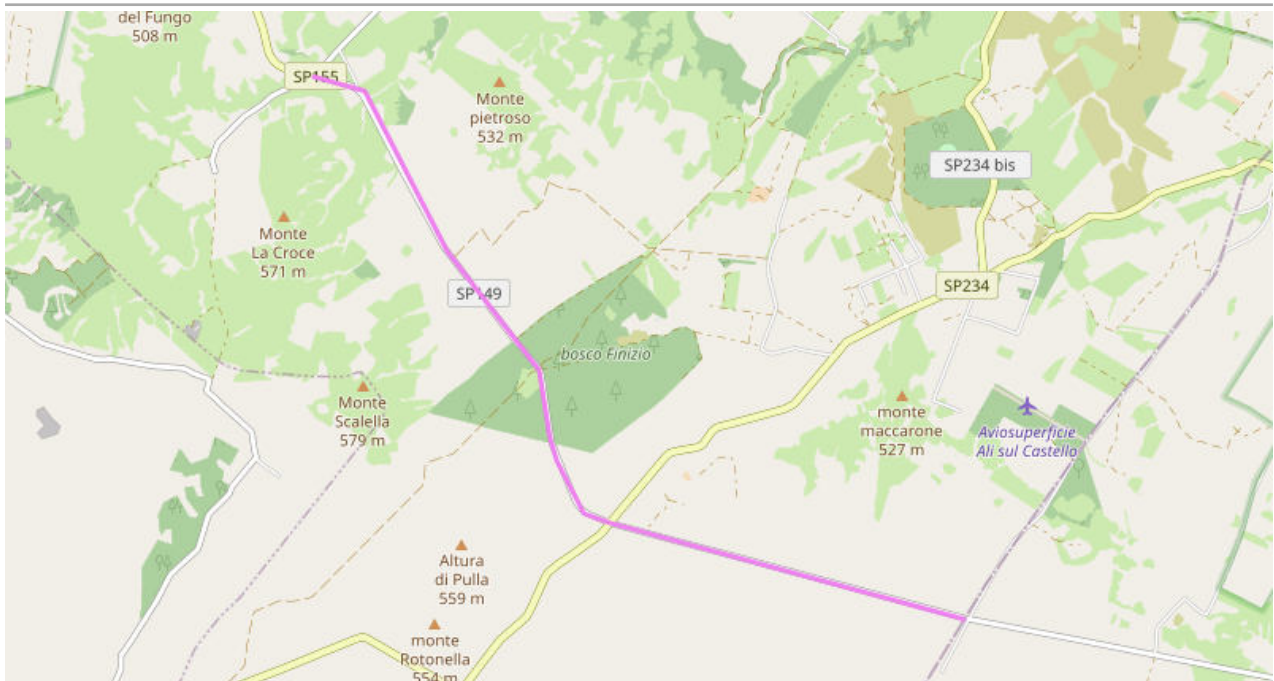 del Fungo
508 m
SP155
Monte
pietroso
532 m
SP234 bis
Monte
La Croce
571 m
SP149
SP234
bosco Finizio
Monte
Scalella
579 m
monte
maccarone
527 m
Aviosuperficie
Ali sul Castello
Altura
di Pulla
559 m
monte
Rotonella
554 m